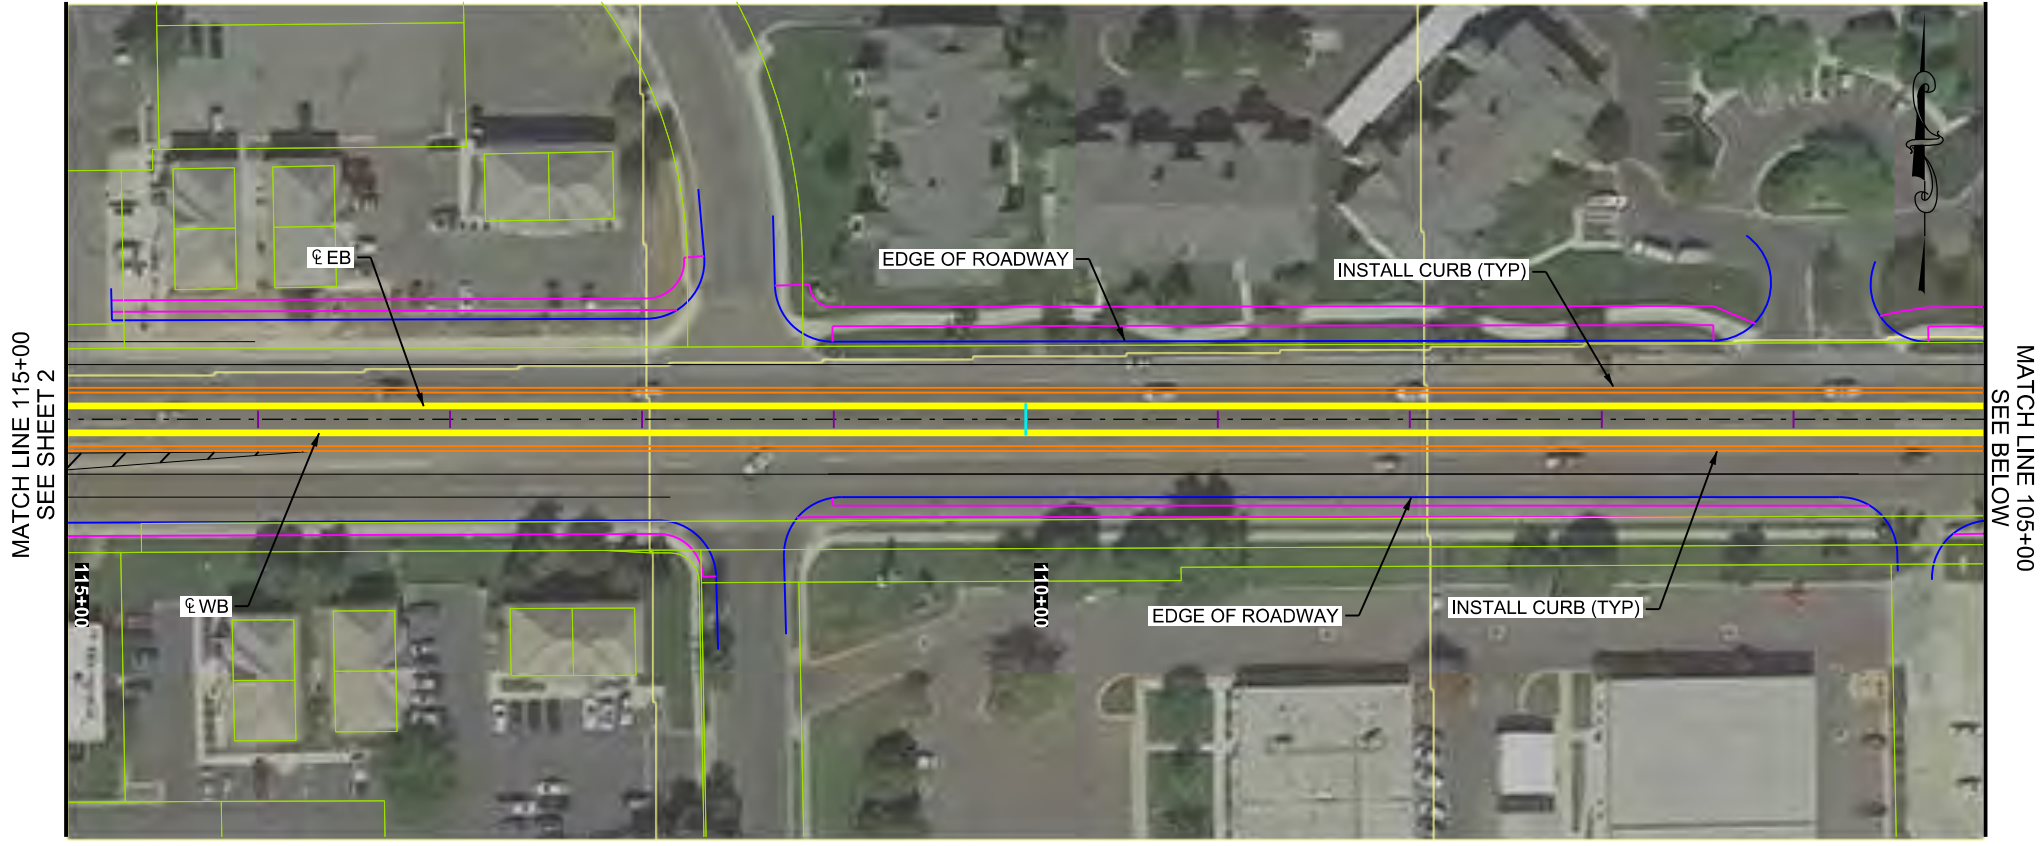 MATCH LINE 115+00
SEE SHEET 2
℄ EB
EDGE OF ROADWAY
INSTALL CURB (TYP)
MATCH LINE 105+00
SEE BELOW
115+00
110+00
℄ WB
EDGE OF ROADWAY
INSTALL CURB (TYP)